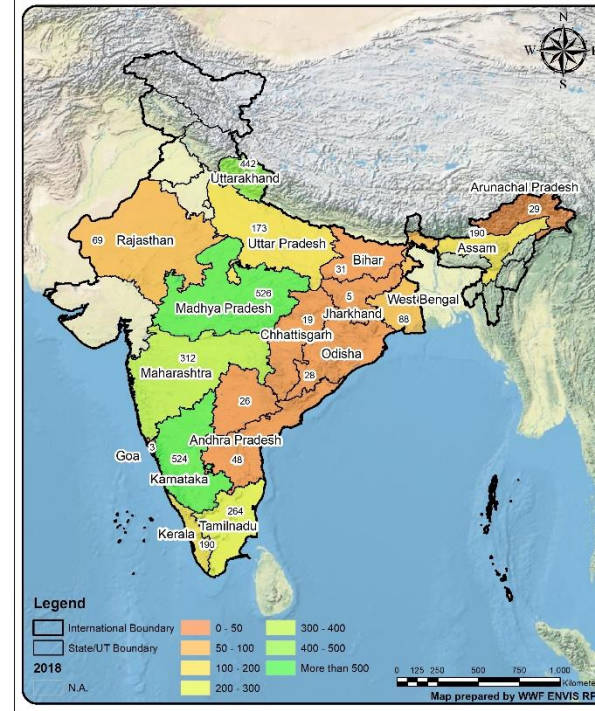 N
W
S
442
Uttarakhand
Arunachal Pradesh
29
190
Assam
173
Uttar Pradesh
69
Rajasthan
Bihar
31
526
Madhya Pradesh
5
Jharkhand
West Bengal
88
19
Chhattisgarh
Odisha
28
312
Maharashtra
26
Andhra Pradesh
48
Goa
3
524
Karnataka
264
Tamilnadu
Kerala
190
Legend
International Boundary
State/UT Boundary
2018
N.A.
0 - 50
50 - 100
100 - 200
200 - 300
300 - 400
400 - 500
More than 500
0 125 250 500 750 1,000
Kilomete
Map prepared by WWF ENVIS RP